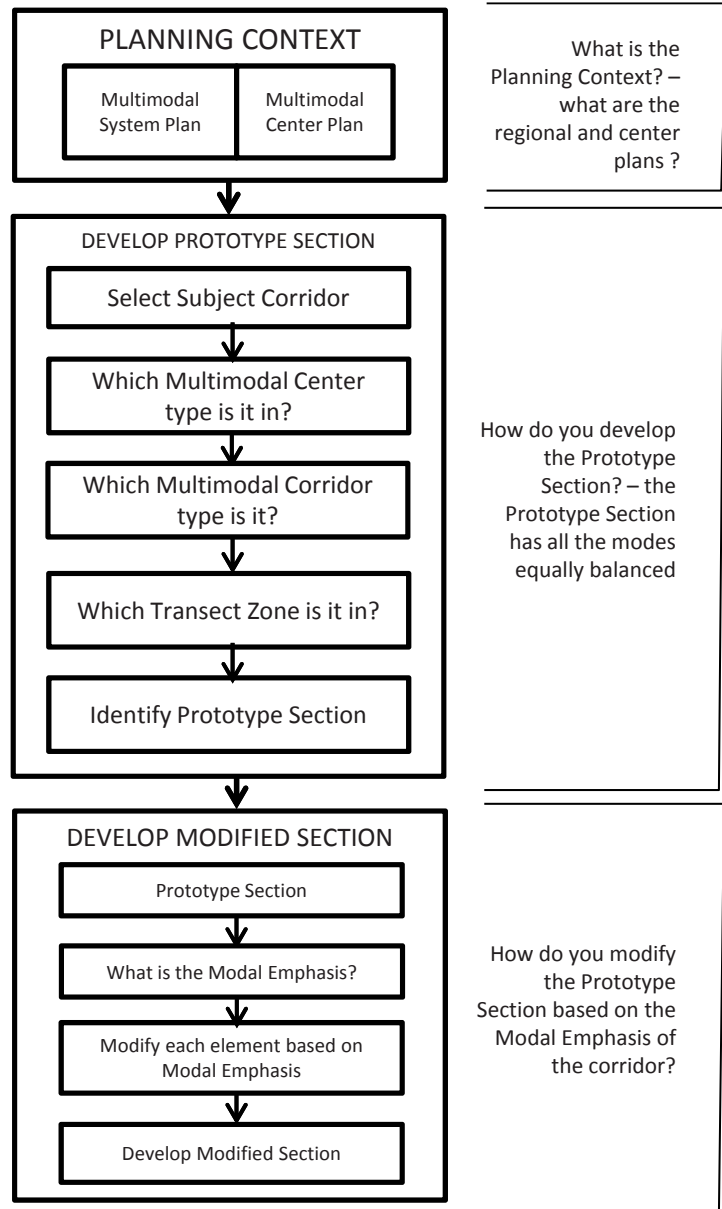 PLANNING CONTEXT
Multimodal
System Plan
Multimodal
Center Plan
What is the
Planning Context? –
what are the
regional and center
plans ?
DEVELOP PROTOTYPE SECTION
Select Subject Corridor
Which Multimodal Center
type is it in?
Which Multimodal Corridor
type is it?
Which Transect Zone is it in?
Identify Prototype Section
How do you develop
the Prototype
Section? – the
Prototype Section
has all the modes
equally balanced
DEVELOP MODIFIED SECTION
Prototype Section
What is the Modal Emphasis?
Modify each element based on
Modal Emphasis
Develop Modified Section
How do you modify
the Prototype
Section based on the
Modal Emphasis of
the corridor?